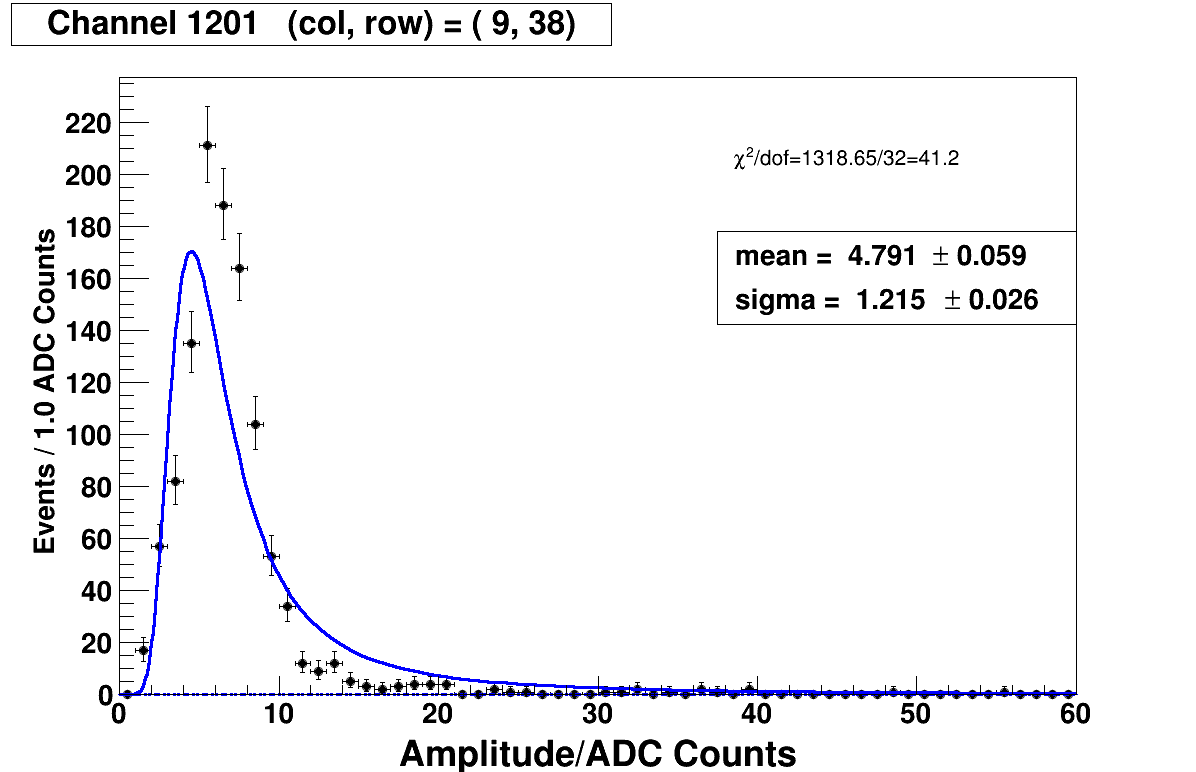 Channel 1201 (col, row) = ( 9, 38)
χ²/dof=1318.65/32=41.2
mean = 4.791 ± 0.059
sigma = 1.215 ± 0.026
Events / 1.0 ADC Counts
220
200
180
160
140
120
100
80
60
40
20
0
0 10 20 30 40 50 60
Amplitude/ADC Counts